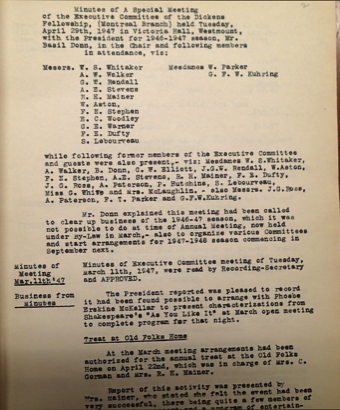 Minutes of A Special Meeting
of the Executive Committee of the Dickens
Fellowship, (Montreal Branch) held Tuesday,
April 29th, 1947 in Victoria Hall, Westmount,
with the President for 1946-1947 season, Mr.
Basil Donn, in the Chair and following members
in attendance, viz:
Messrs. W. S. Whitaker Mesdames W. Parker
A. W. Walker G. F. W. Kuhring
G. W. Rendall
A. E. Stevens
R. H. Mainer
W. Aston,
F. E. Stephen
E. C. Woodley
G. E. Warner
F. E. Dufty
S. Lebourveau
while following former members of the Executive Committee
and guests were also present,- viz: Mesdames W. S.Whitaker,
A. Walker, B. Donn, C. W. Elliott, J.G.W. Rendall, W.Aston,
F. E. Stephen, A. E. Stevens, R. H. Mainer, F. E. Dufty,
J. G. Ross, A. Paterson, P. Hutchins, S. Lebourveau,
Miss G. White and Mrs. McLaughlin. - also Messrs. J.G.Ross,
A. Paterson, F. T. Parker and G.F.W.Kuhring.
Mr. Donn explained this meeting had been called
to clear up business of the 1946-47 season, which it was
not possible to do at time of Annual Meeting, now held
under By-Law in March,- also to organize various Committees
and start arrangements for 1947-1948 season commencing in
September next.
Minutes of Minutes of Executive Committee meeting of Tuesday,
Meeting March 11th, 1947, were read by Recording-Secretary
Mar.11th'47 and APPROVED.
Business from The President reported was pleased to record
Minutes it had been found possible to arrange with Phoebe
Erskine McKellar to present characterizations from
Shakespeare's "As You Like It" at March open meeting
to complete program for that night.
Treat at Old Folks Home
At the March meeting arrangements had been
authorized for the annual treat at the Old Folks
Home on April 22nd, which was in charge of Mrs. C.
Gorman and Mrs. R. H. Mainer.
Report of this activity was presented by
Mrs. Mainer, who stated she felt the event had been
very successful, there being quite a few members of